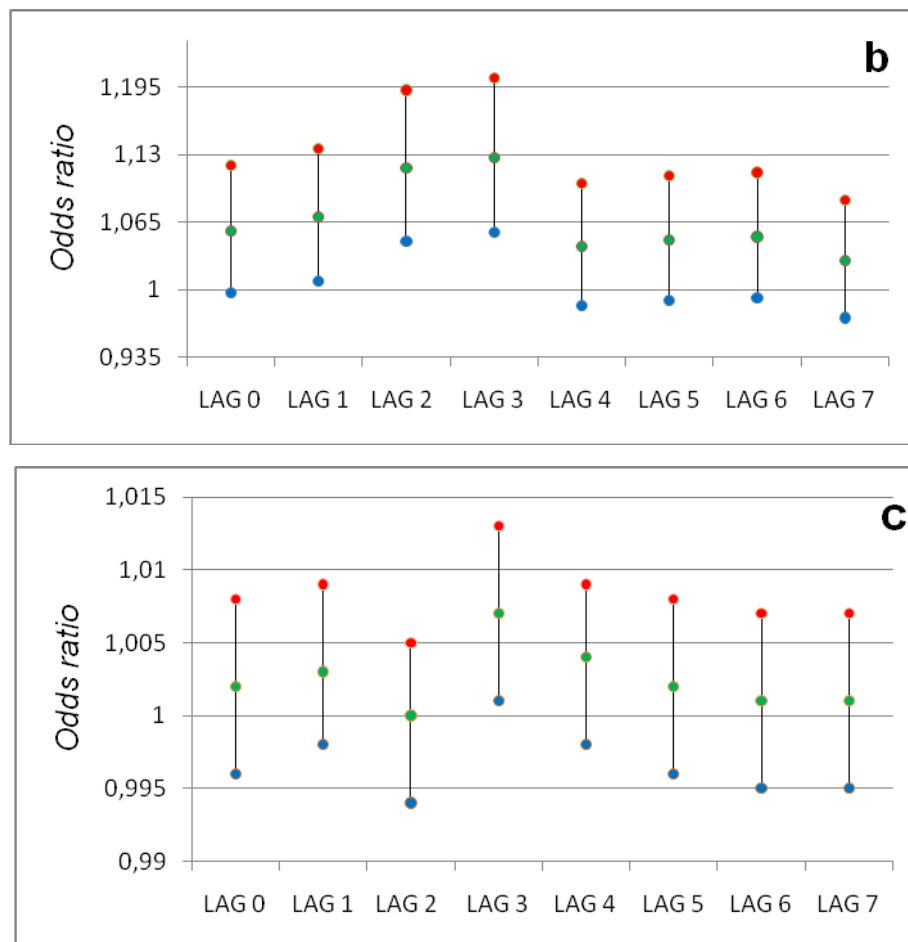 b
Odds ratio
1,195
1,13
1,065
1
0,935
LAG 0 LAG 1 LAG 2 LAG 3 LAG 4 LAG 5 LAG 6 LAG 7
c
Odds ratio
1,015
1,01
1,005
1
0,995
0,99
LAG 0 LAG 1 LAG 2 LAG 3 LAG 4 LAG 5 LAG 6 LAG 7